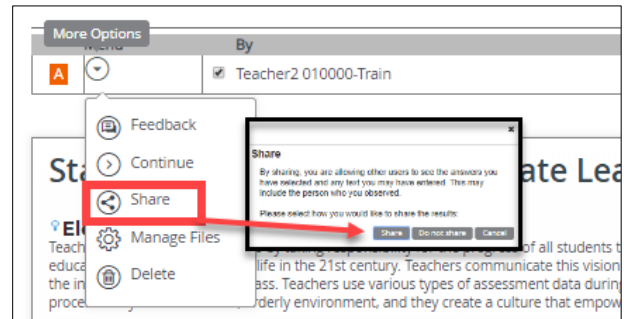 More Options
By
A
Teacher2 010000-Train
Feedback
Continue
Share
Manage Files
Delete
x
Share
By sharing, you are allowing other users to see the answers you
have selected and any text you may have entered. This may
include the person who you observed.
Please select how you would like to share the results:
Share Do not share Cancel
Sta ate Lea
Ele
Teach of all students t
educa life in the 21st century. Teachers communicate this vision
the in ass. Teachers use various types of assessment data during
proce rderly environment, and they create a culture that empow